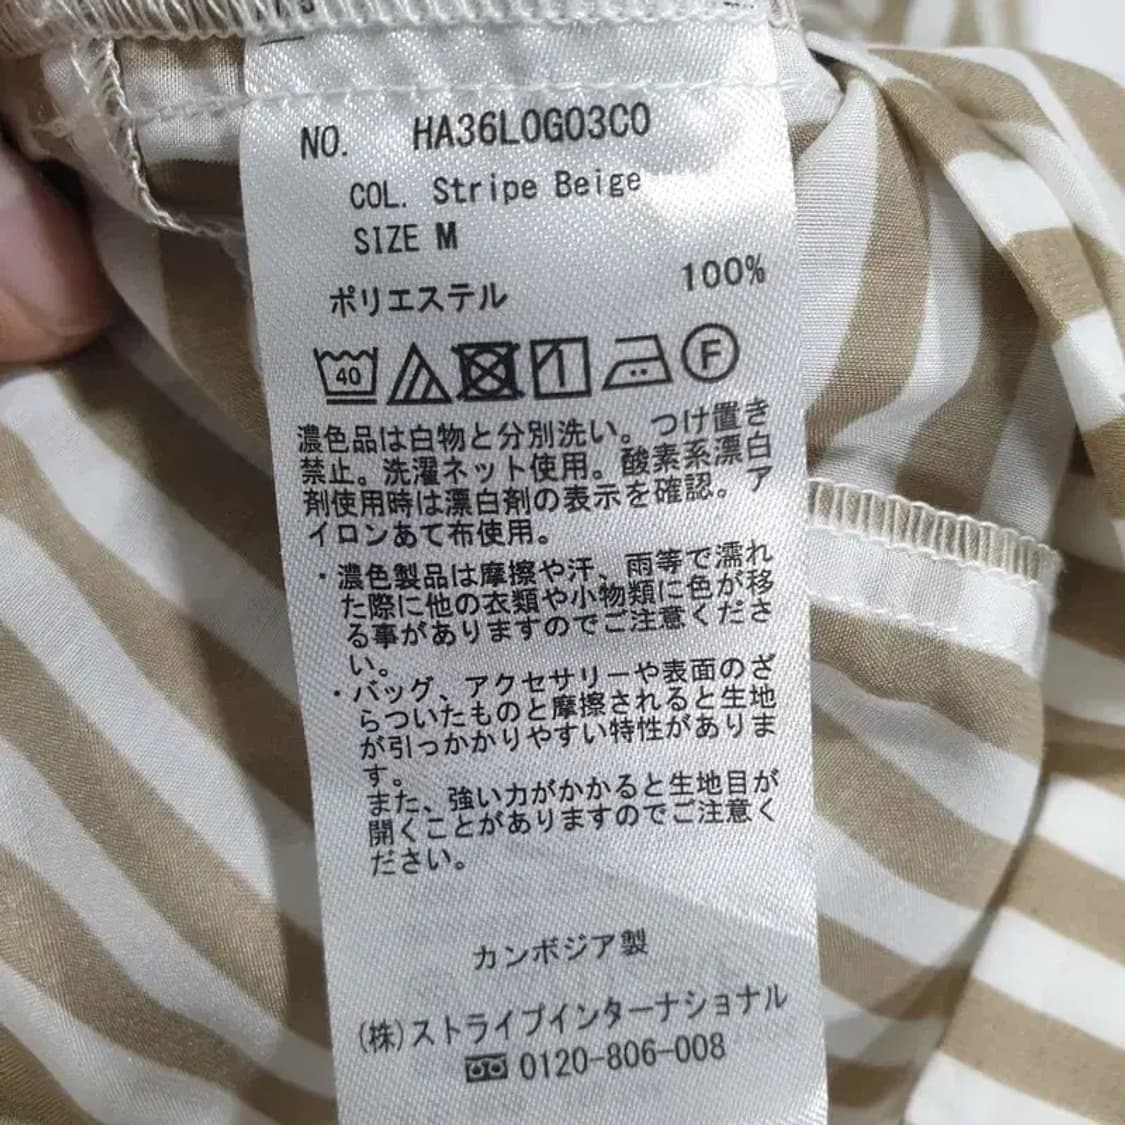 NO. HA36L0G03C0
COL. Stripe Beige
SIZE M
ポリエステル 100%
40
F
濃色品は白物と分別洗い。つけ置き
禁止。洗濯ネット使用。酸素系漂白
剤使用時は漂白剤の表示を確認。ア
イロンあて布使用。
・濃色製品は摩擦や汗、雨等で濡れ
た際に他の衣類や小物類に色が移
る事がありますのでご注意くださ
い。
・バッグ、アクセサリーや表面のざ
らついたものと摩擦されると生地
が引っかかりやすい特性がありま
す。
また、強い力がかかると生地目が
開くことがありますのでご注意く
ださい。
カンボジア製
(株)ストライプインターナショナル
0120-806-008